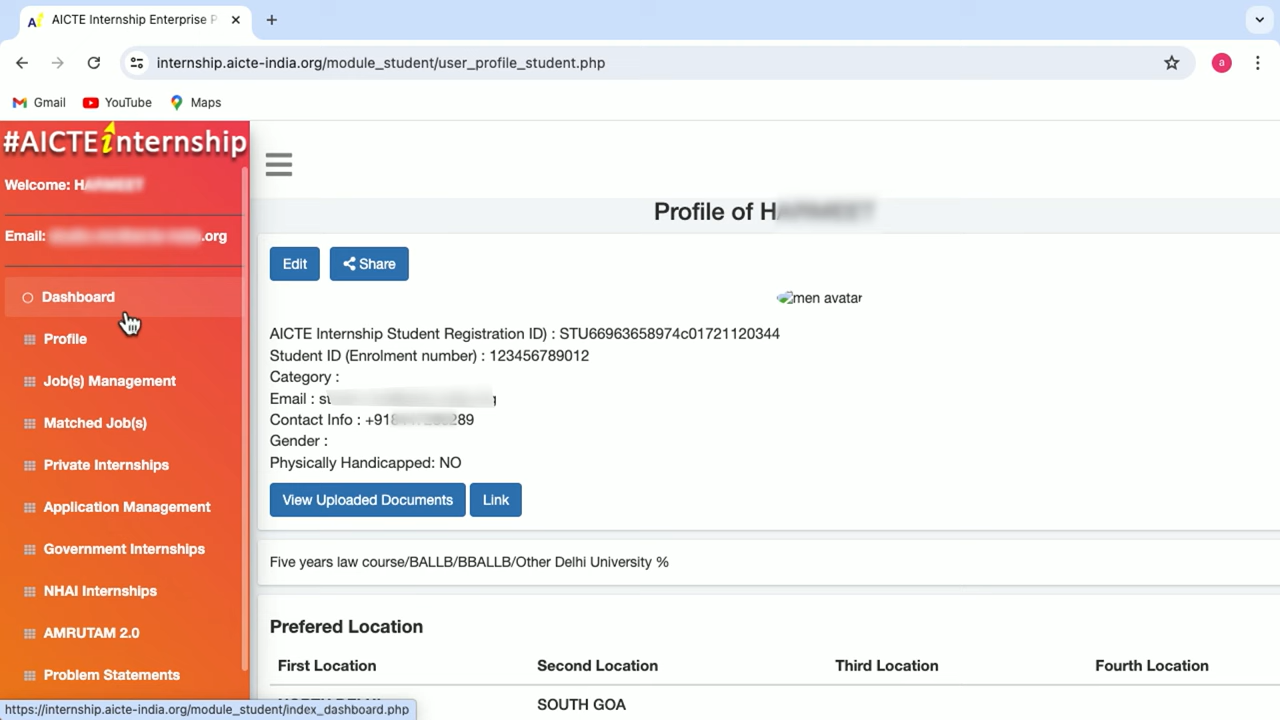 AICTE Internship Enterprise P
internship.aicte-india.org/module_student/user_profile_student.php
a
Gmail
YouTube
Maps
#AICTE internship
Welcome: H
Email: .org
Dashboard
Profile
Job(s) Management
Matched Job(s)
Private Internships
Application Management
Government Internships
NHAI Internships
AMRUTAM 2.0
Problem Statements
https://internship.aicte-india.org/module_student/index_dashboard.php
Profile of H
Edit
Share
men avatar
AICTE Internship Student Registration ID) : STU66963658974c01721120344
Student ID (Enrolment number) : 123456789012
Category :
Email :
Contact Info : +91
Gender :
Physically Handicapped: NO
View Uploaded Documents
Link
Five years law course/BALLB/BBALLB/Other Delhi University %
Prefered Location
First Location
Second Location
Third Location
Fourth Location
SOUTH GOA